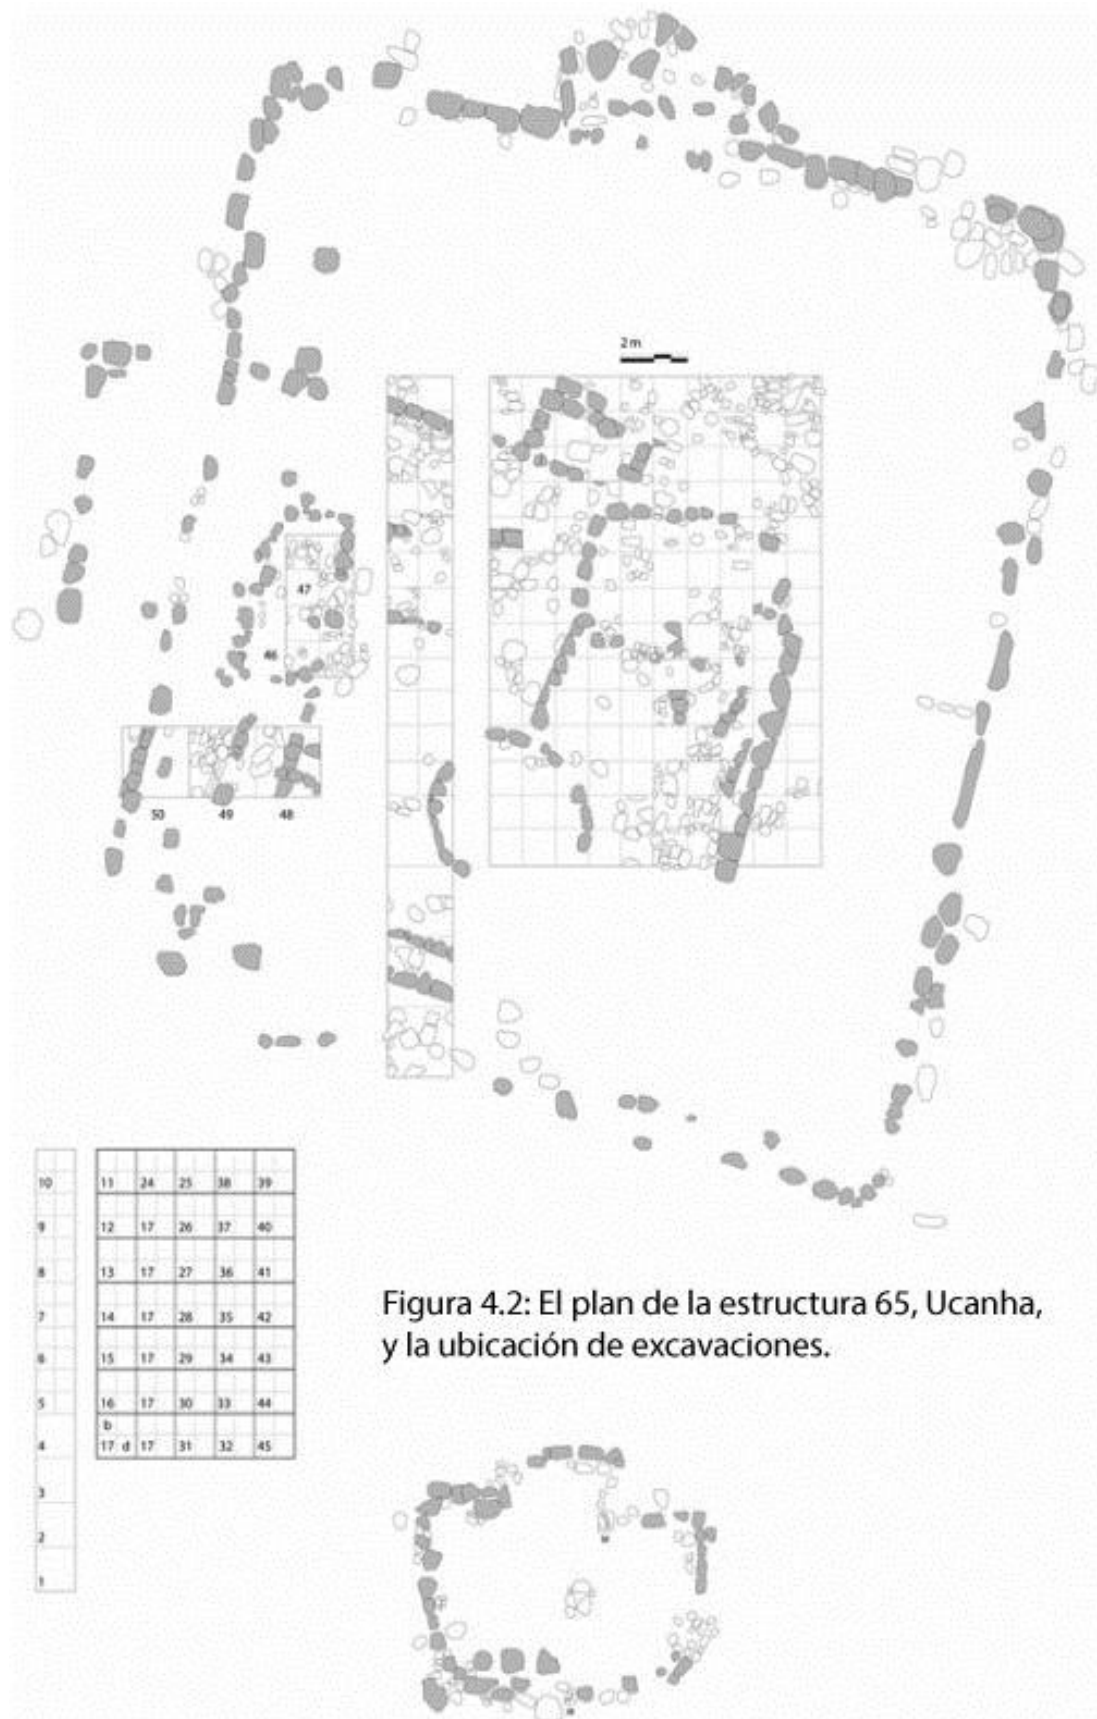 2 m
47
46
50 49 48
10 11 24 25 38 39
9 12 17 26 37 40
8 13 17 27 36 41
7 14 17 28 35 42
6 15 17 29 34 43
5 16 17 30 33 44
b
4 17 d 17 31 32 45
3
2
1
Figura 4.2: El plan de la estructura 65, Ucanha,
y la ubicación de excavaciones.